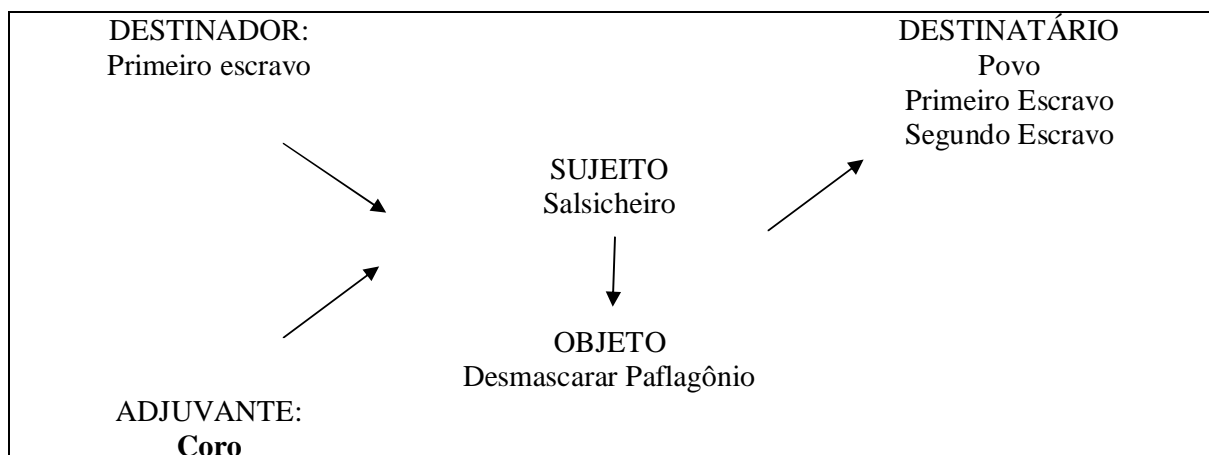 DESTINADOR:
Primeiro escravo
DESTINATÁRIO
Povo
Primeiro Escravo
Segundo Escravo
SUJEITO
Salsicheiro
OBJETO
Desmascarar Paflagônio
ADJUVANTE:
Coro